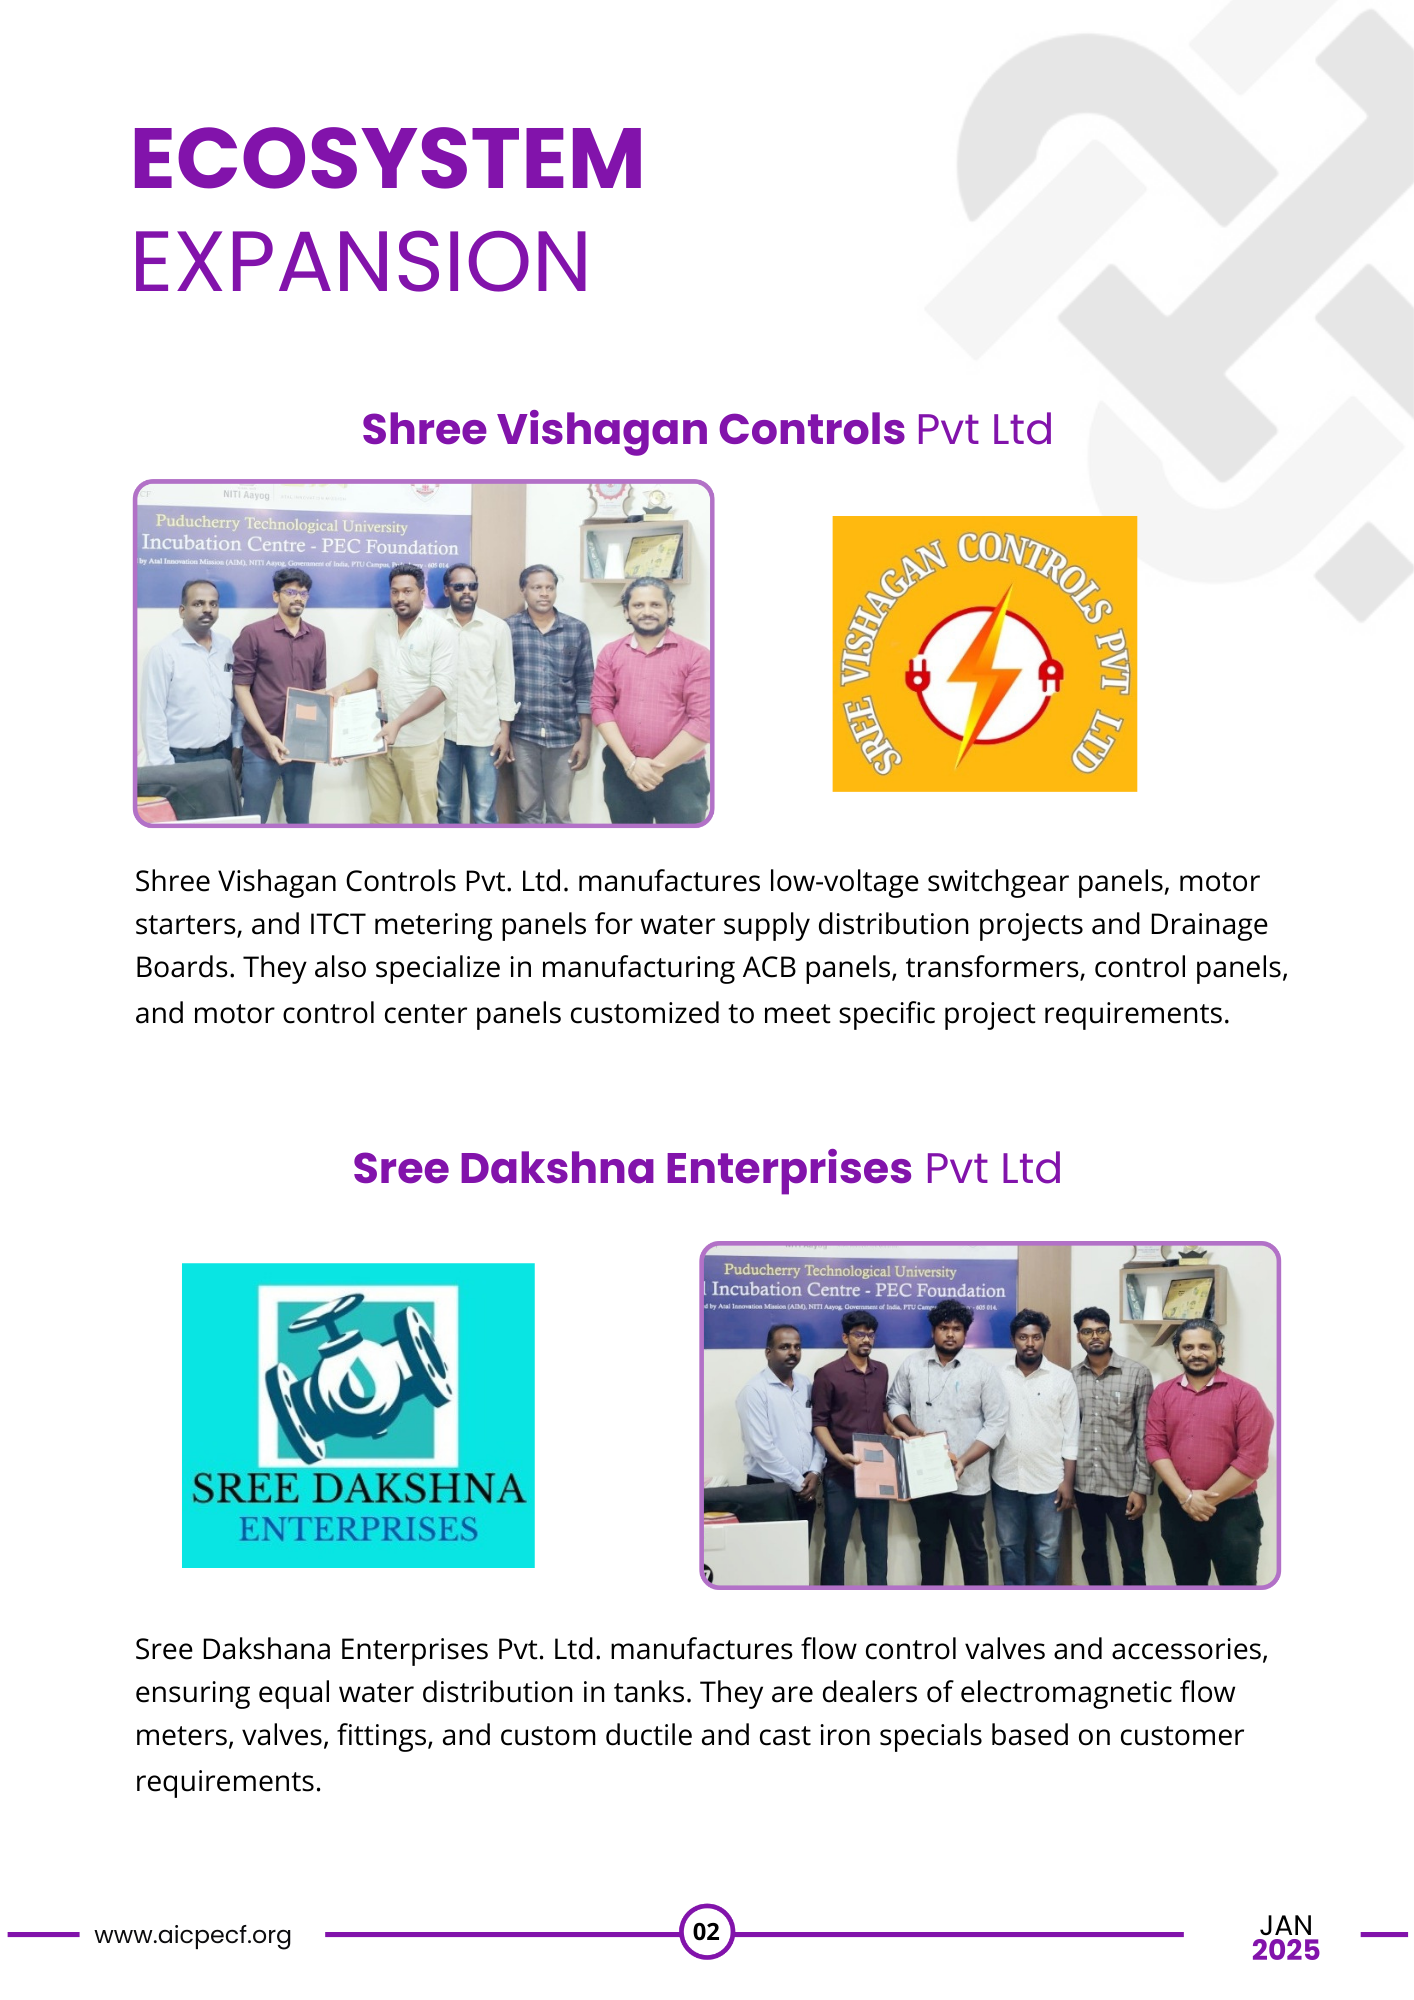 ECOSYSTEM
EXPANSION
Shree Vishagan Controls Pvt Ltd
NITI Aayog
Puducherry Technological University
Incubation Centre - PEC Foundation
by Atal Innovation Mission (AIM), NITI Aayog, Government of India, PTU Campus, Puducherry - 605 014.
SREE VISHAGAN CONTROLS PVT LTD
Shree Vishagan Controls Pvt. Ltd. manufactures low-voltage switchgear panels, motor
starters, and ITCT metering panels for water supply distribution projects and Drainage
Boards. They also specialize in manufacturing ACB panels, transformers, control panels,
and motor control center panels customized to meet specific project requirements.
Sree Dakshna Enterprises Pvt Ltd
SREE DAKSHNA
ENTERPRISES
Puducherry Technological University
Incubation Centre - PEC Foundation
d by Atal Innovation Mission (AIM), NITI Aayog, Government of India, PTU - 605 014.
Sree Dakshana Enterprises Pvt. Ltd. manufactures flow control valves and accessories,
ensuring equal water distribution in tanks. They are dealers of electromagnetic flow
meters, valves, fittings, and custom ductile and cast iron specials based on customer
requirements.
www.aicpecf.org
02
JAN
2025